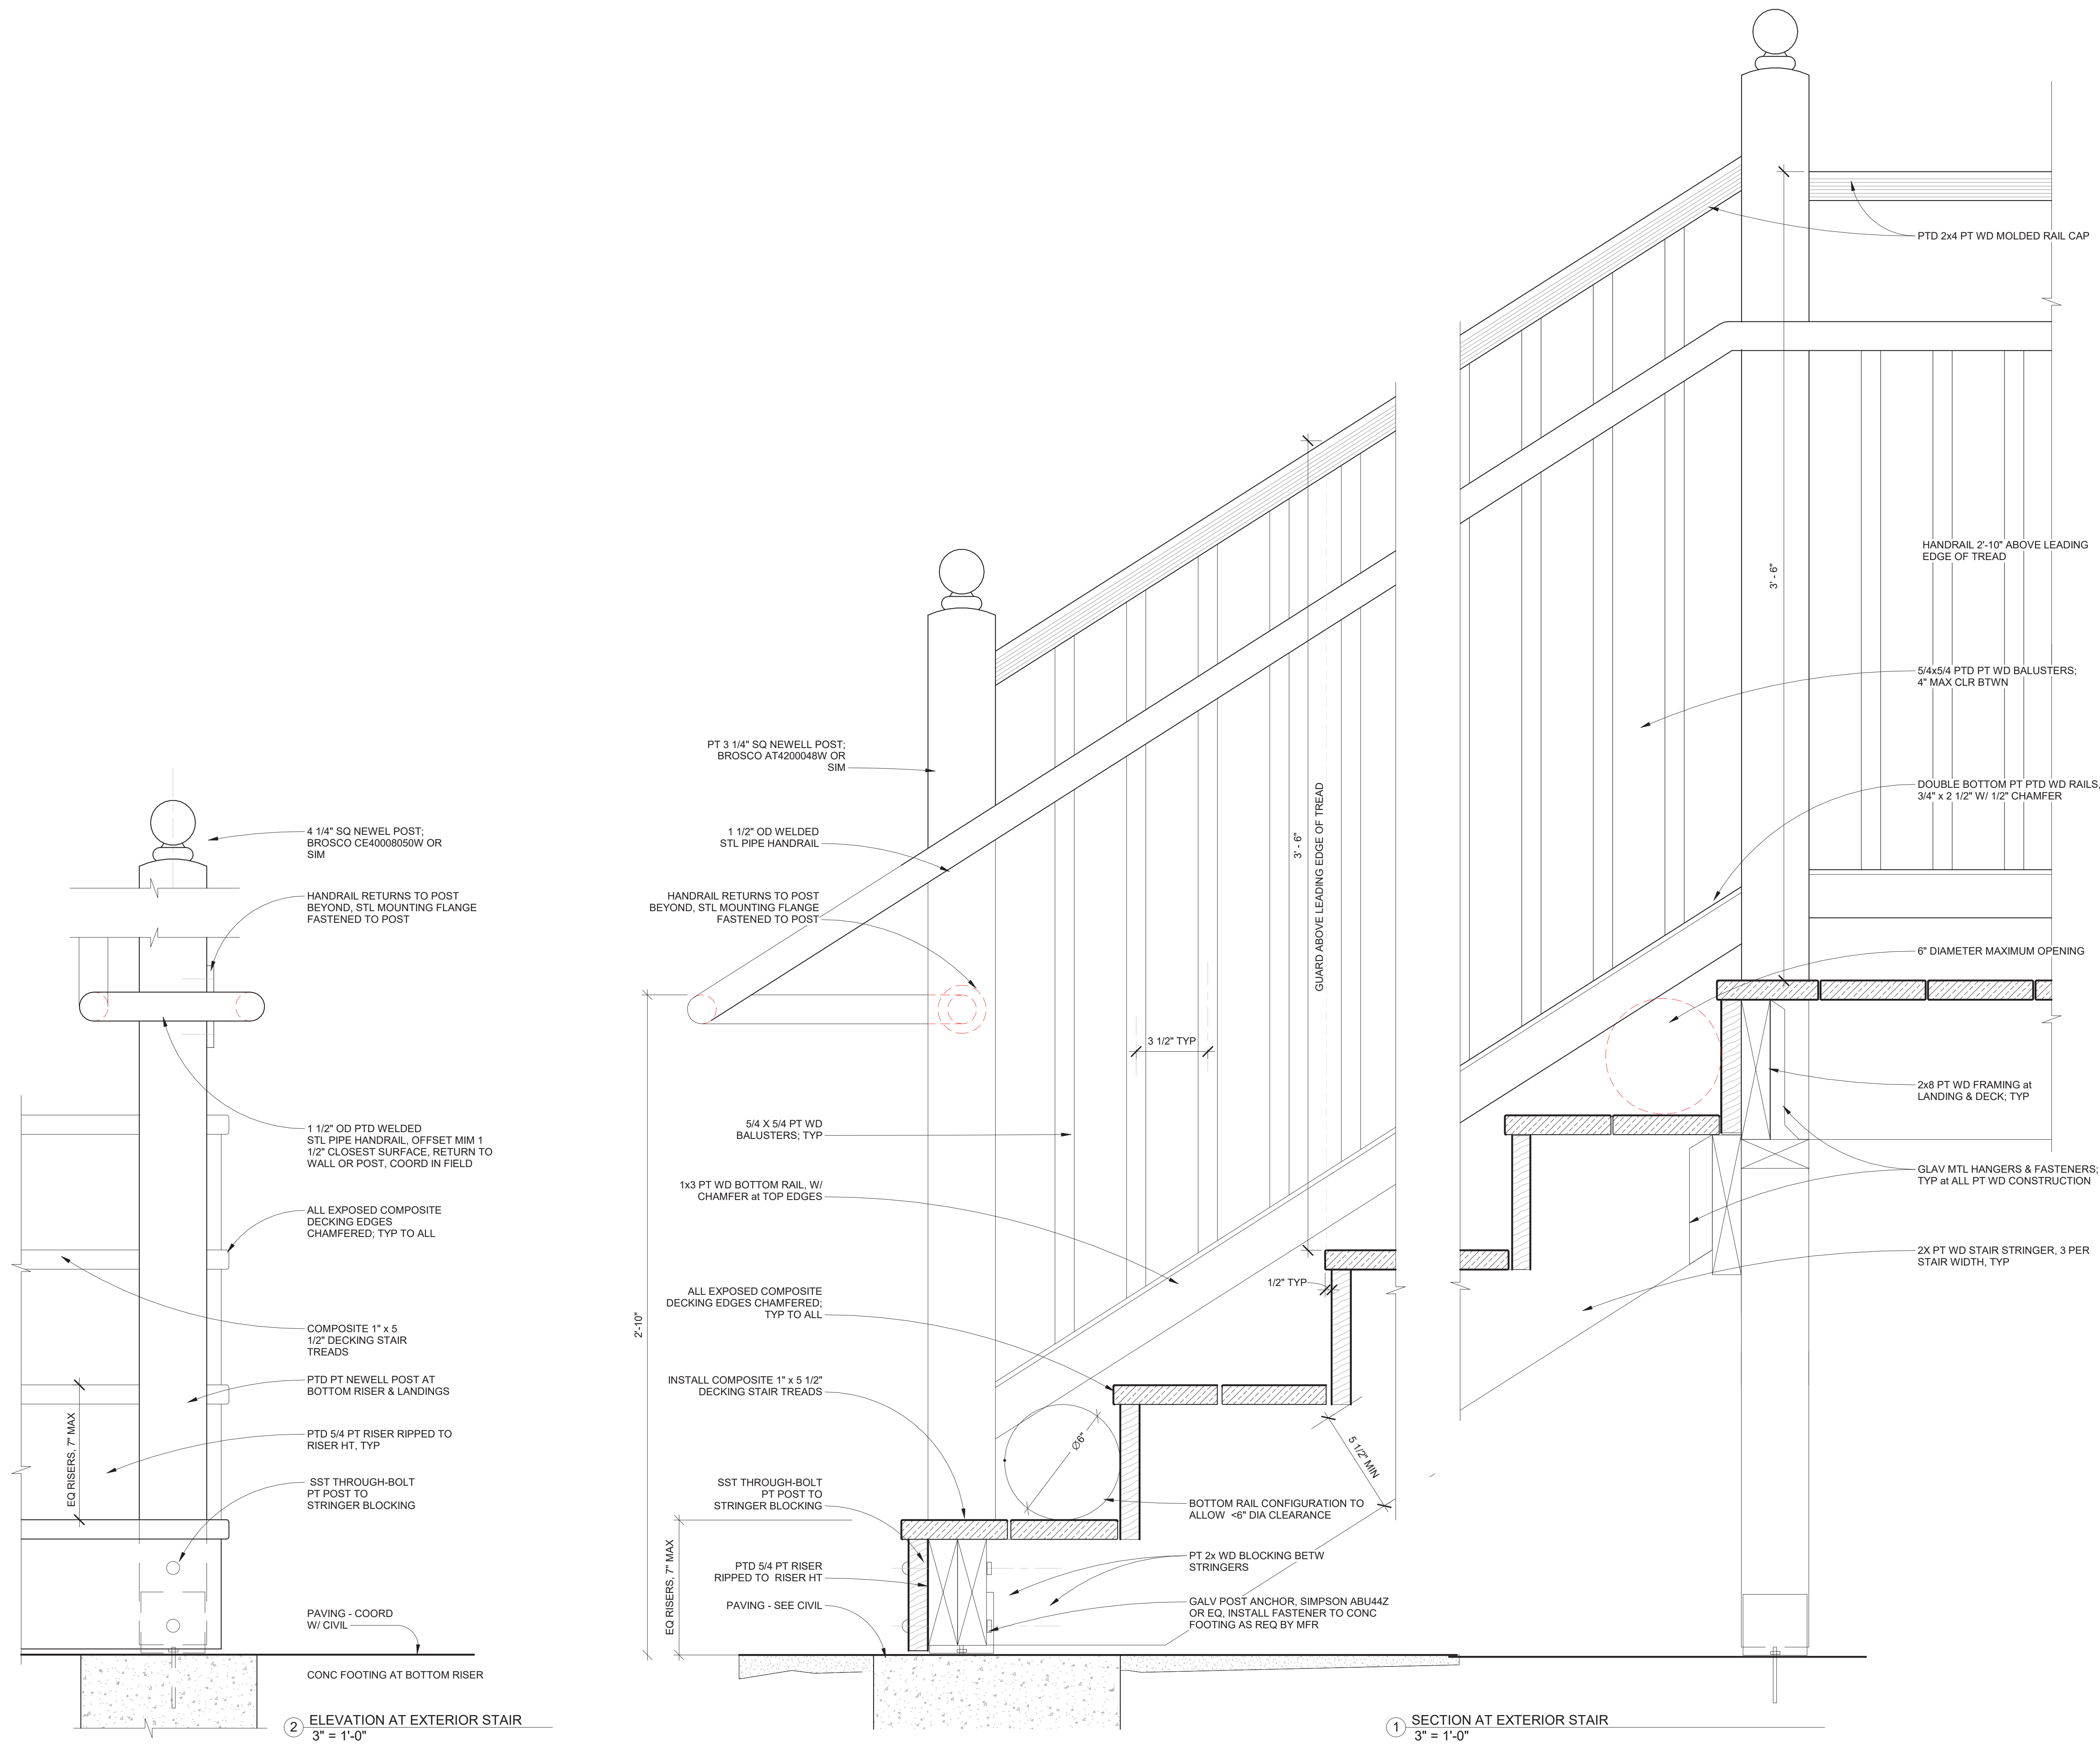 4 1/4" SQ NEWEL POST;
BROSCO CE40008050W OR
SIM
HANDRAIL RETURNS TO POST
BEYOND, STL MOUNTING FLANGE
FASTENED TO POST
1 1/2" OD PTD WELDED
STL PIPE HANDRAIL, OFFSET MIM 1
1/2" CLOSEST SURFACE, RETURN TO
WALL OR POST, COORD IN FIELD
ALL EXPOSED COMPOSITE
DECKING EDGES
CHAMFERED; TYP TO ALL
COMPOSITE 1" x 5
1/2" DECKING STAIR
TREADS
PTD PT NEWELL POST AT
BOTTOM RISER & LANDINGS
EQ RISERS, 7" MAX
PTD 5/4 PT RISER RIPPED TO
RISER HT, TYP
SST THROUGH-BOLT
PT POST TO
STRINGER BLOCKING
PAVING - COORD
W/ CIVIL
CONC FOOTING AT BOTTOM RISER
2 ELEVATION AT EXTERIOR STAIR
3" = 1'-0"
PT 3 1/4" SQ NEWELL POST;
BROSCO AT4200048W OR
SIM
1 1/2" OD WELDED
STL PIPE HANDRAIL
HANDRAIL RETURNS TO POST
BEYOND, STL MOUNTING FLANGE
FASTENED TO POST
5/4 X 5/4 PT WD
BALUSTERS; TYP
1x3 PT WD BOTTOM RAIL, W/
CHAMFER at TOP EDGES
ALL EXPOSED COMPOSITE
DECKING EDGES CHAMFERED;
TYP TO ALL
2'-10"
INSTALL COMPOSITE 1" x 5 1/2"
DECKING STAIR TREADS
SST THROUGH-BOLT
PT POST TO
STRINGER BLOCKING
EQ RISERS, 7" MAX
PTD 5/4 PT RISER
RIPPED TO RISER HT
PAVING - SEE CIVIL
3 1/2" TYP
3' - 6"
GUARD ABOVE LEADING EDGE OF TREAD
1/2" TYP
Ø6"
5 1/2" MIN
BOTTOM RAIL CONFIGURATION TO
ALLOW <6" DIA CLEARANCE
PT 2x WD BLOCKING BETW
STRINGERS
GALV POST ANCHOR, SIMPSON ABU44Z
OR EQ, INSTALL FASTENER TO CONC
FOOTING AS REQ BY MFR
PTD 2x4 PT WD MOLDED RAIL CAP
HANDRAIL 2'-10" ABOVE LEADING
EDGE OF TREAD
3' - 6"
5/4x5/4 PTD PT WD BALUSTERS;
4" MAX CLR BTWN
DOUBLE BOTTOM PT PTD WD RAILS,
3/4" x 2 1/2" W/ 1/2" CHAMFER
6" DIAMETER MAXIMUM OPENING
2x8 PT WD FRAMING at
LANDING & DECK; TYP
GLAV MTL HANGERS & FASTENERS;
TYP at ALL PT WD CONSTRUCTION
2X PT WD STAIR STRINGER, 3 PER
STAIR WIDTH, TYP
1 SECTION AT EXTERIOR STAIR
3" = 1'-0"